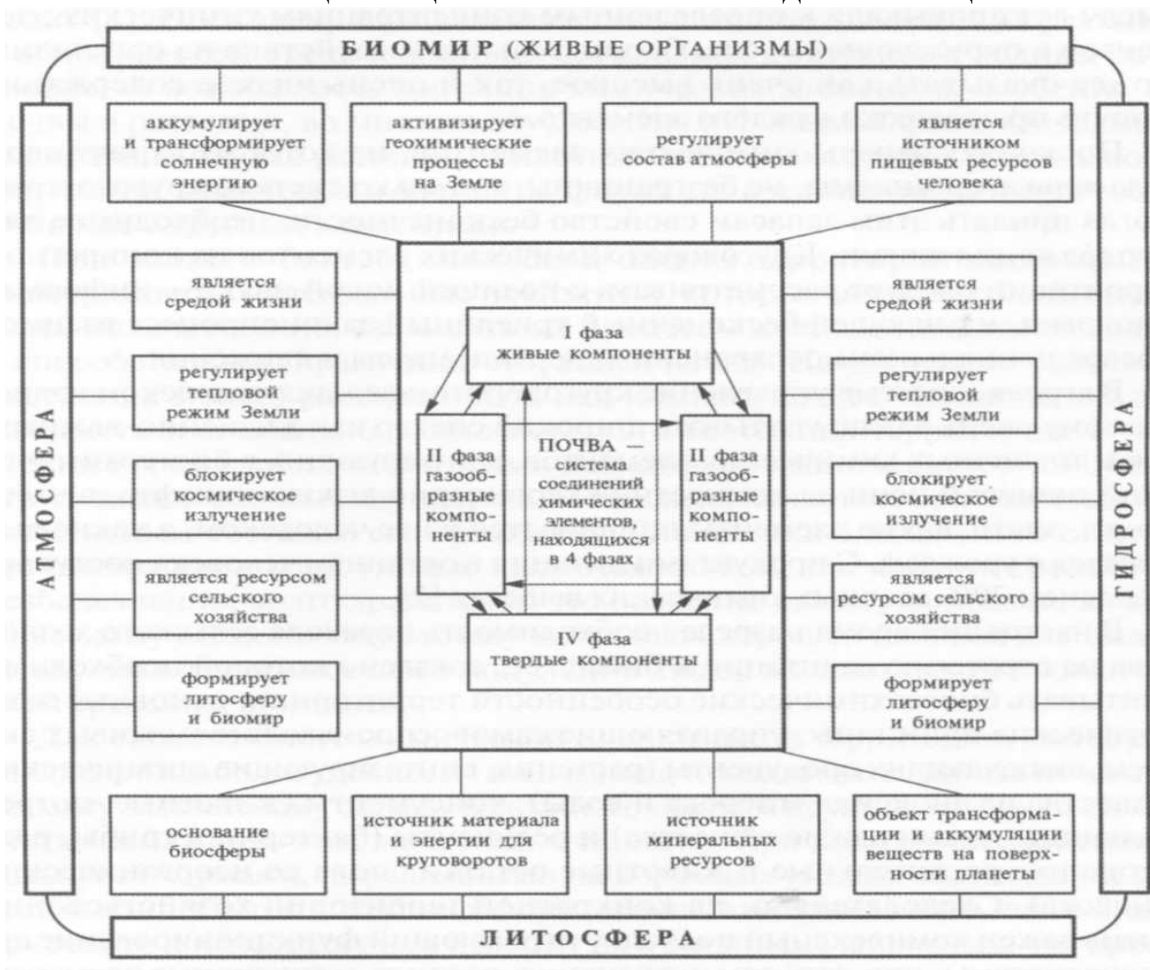 БИОМИР (ЖИВЫЕ ОРГАНИЗМЫ)
аккумулирует
и трансформирует
солнечную
энергию
активизирует
геохимические
процессы
на Земле
регулирует
состав атмосферы
является
источником
пищевых ресурсов
человека
АТМОСФЕРА
является
средой жизни
регулирует
тепловой
режим Земли
блокирует
космическое
излучение
является ресурсом
сельского
хозяйства
формирует
литосферу
и биомир
I фаза
живые компоненты
II фаза
газооб-
разные
компо-
ненты
ПОЧВА
система
соединений
химических
элементов,
входящих
в 4 фазах
II фаза
газооб-
разные
компо-
ненты
IV фаза
твердые компоненты
является
средой жизни
регулирует
тепловой
режим Земли
блокирует
космическое
излучение
является
ресурсом сельского
хозяйства
формирует
литосферу
и биомир
ГИДРОСФЕРА
основание
биосферы
источник материала
и энергии для
круговоротов
источник
минеральных
ресурсов
объект трансформа-
ции и аккумуляции
веществ на поверх-
ности планеты
ЛИТОСФЕРА